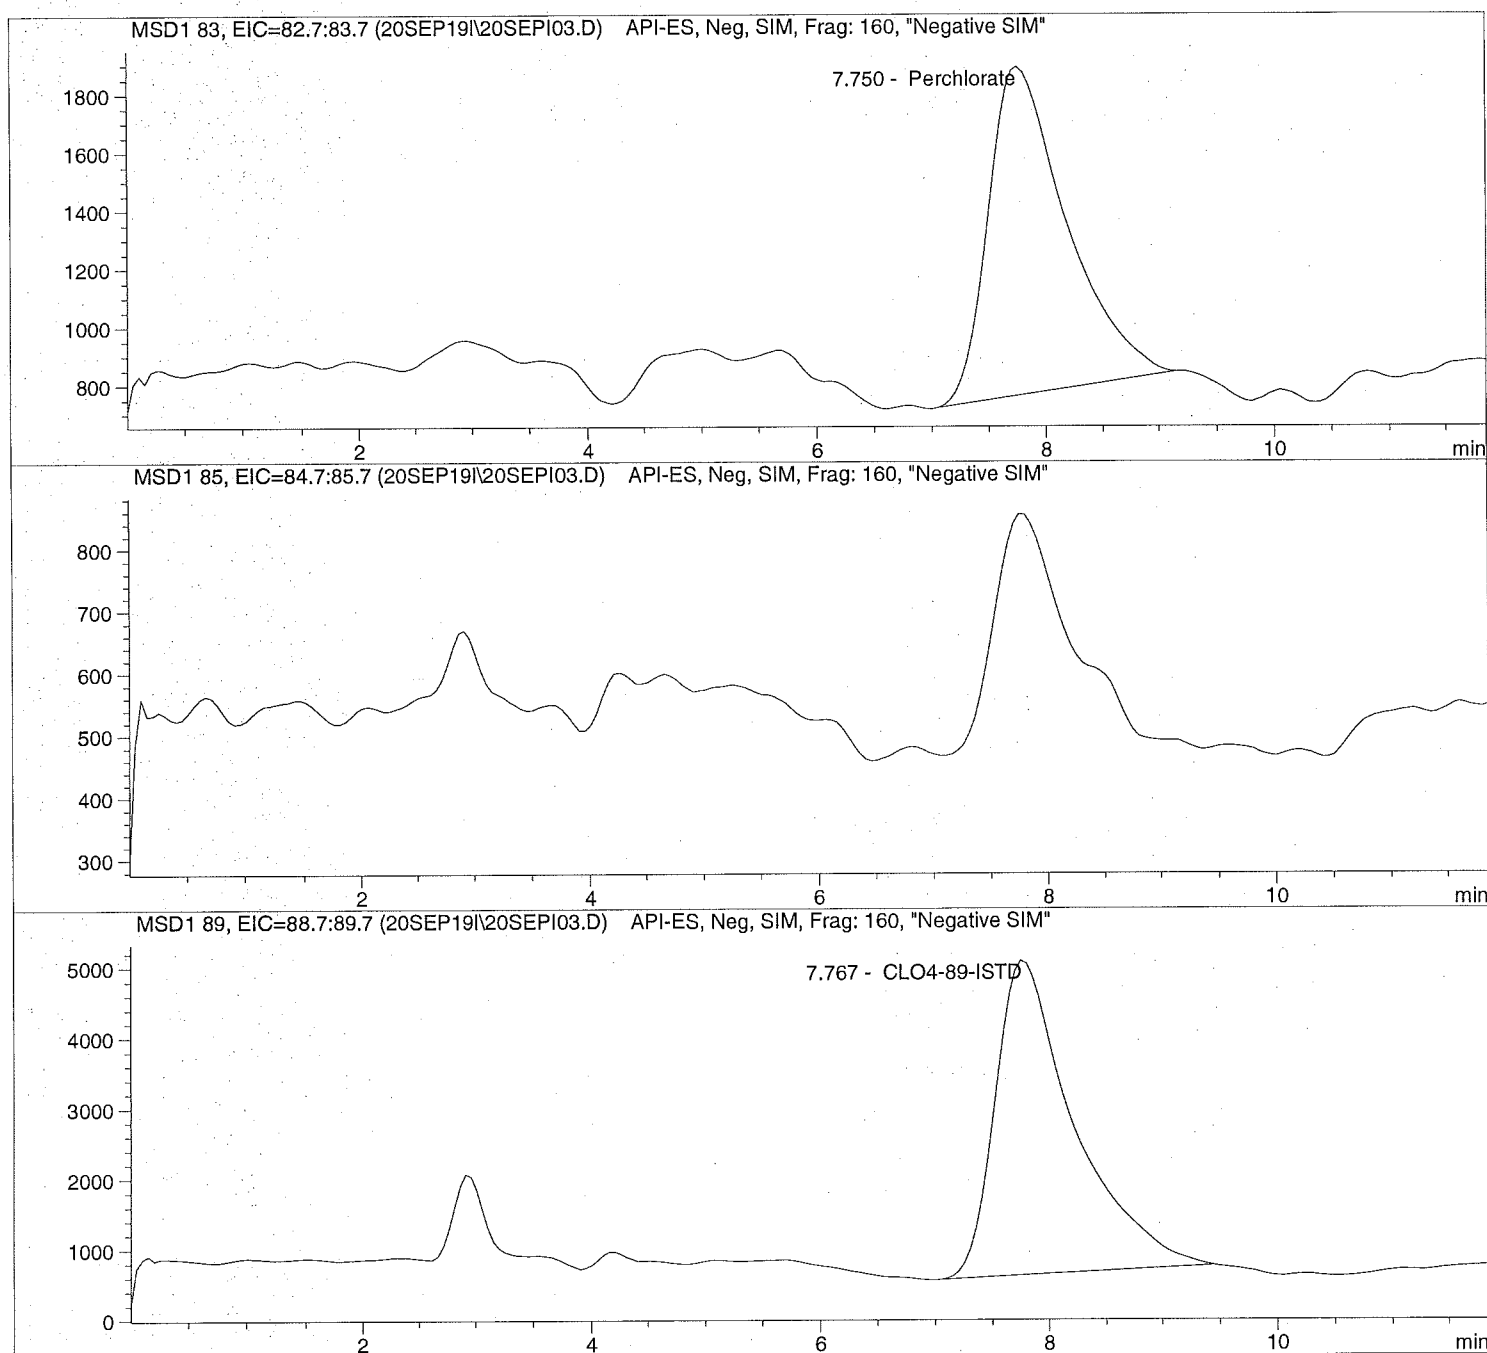 MSD1 83, EIC=82.7:83.7 (20SEP19I\20SEPI03.D) API-ES, Neg, SIM, Frag: 160, "Negative SIM"
7.750 - Perchlorate
1800
1600
1400
1200
1000
800
2 4 6 8 10 min
MSD1 85, EIC=84.7:85.7 (20SEP19I\20SEPI03.D) API-ES, Neg, SIM, Frag: 160, "Negative SIM"
800
700
600
500
400
300
2 4 6 8 10 min
MSD1 89, EIC=88.7:89.7 (20SEP19I\20SEPI03.D) API-ES, Neg, SIM, Frag: 160, "Negative SIM"
7.767 - CLO4-89-ISTD
5000
4000
3000
2000
1000
0
2 4 6 8 10 min